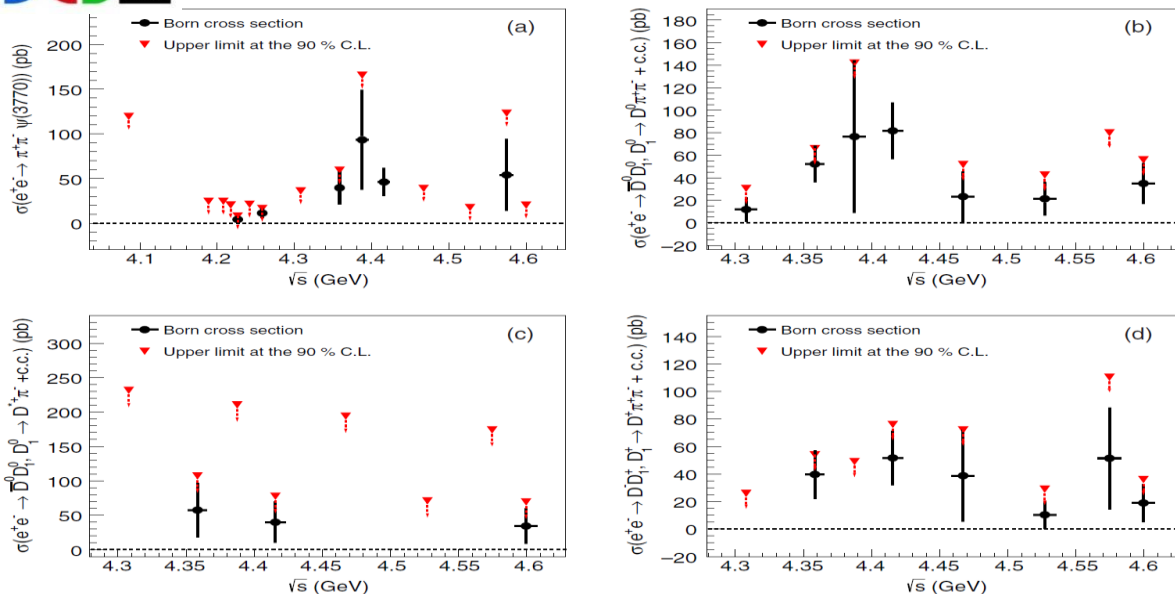 Born cross section
Upper limit at the 90 % C.L.
(a)
σ(e⁺e⁻ → π⁺π⁻ ψ(3770)) (pb)
200
150
100
50
0
4.1 4.2 4.3 4.4 4.5 4.6
√s (GeV)
Born cross section
Upper limit at the 90 % C.L.
(b)
σ(e⁺e⁻ → D̅⁰D₁⁰, D₁⁰ → D⁰π⁺π⁻ + c.c.) (pb)
180
160
140
120
100
80
60
40
20
0
−20
4.3 4.35 4.4 4.45 4.5 4.55 4.6
√s (GeV)
Born cross section
Upper limit at the 90 % C.L.
(c)
σ(e⁺e⁻ → D̅⁰D₁⁰, D₁⁰ → D*⁺π⁻ + c.c.) (pb)
300
250
200
150
100
50
0
4.3 4.35 4.4 4.45 4.5 4.55 4.6
√s (GeV)
Born cross section
Upper limit at the 90 % C.L.
(d)
σ(e⁺e⁻ → D⁻D₁⁺, D₁⁺ → D⁺π⁺π⁻ + c.c.) (pb)
140
120
100
80
60
40
20
0
−20
4.3 4.35 4.4 4.45 4.5 4.55 4.6
√s (GeV)